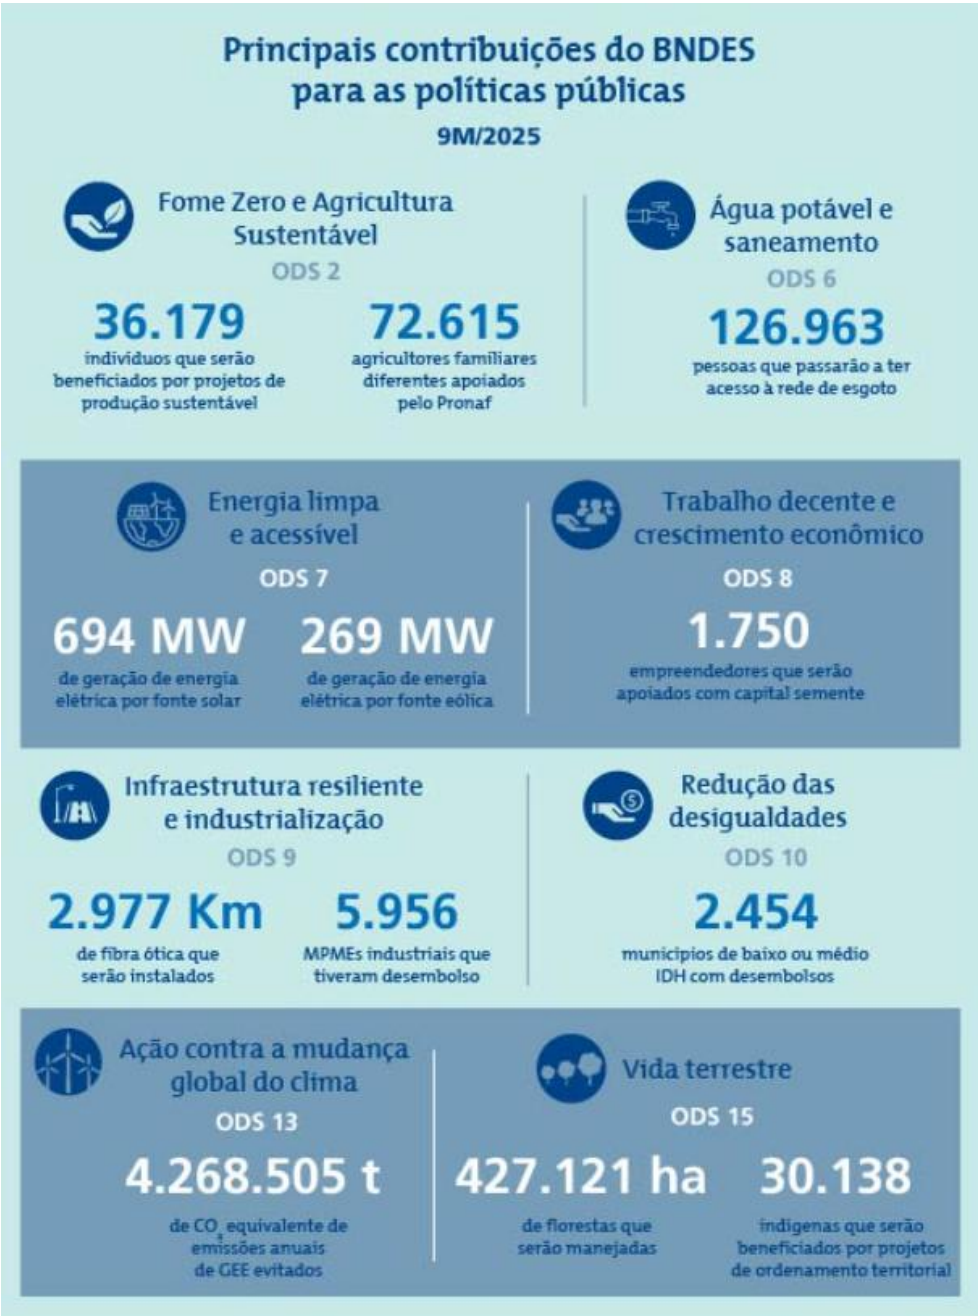 Principais contribuições do BNDES
para as políticas públicas
9M/2025
Fome Zero e Agricultura
Sustentável
ODS 2
36.179
indivíduos que serão
beneficiados por projetos de
produção sustentável
72.615
agricultores familiares
diferentes apoiados
pelo Pronaf
Água potável e
saneamento
ODS 6
126.963
pessoas que passarão a ter
acesso à rede de esgoto
Energia limpa
e acessível
ODS 7
694 MW
de geração de energia
elétrica por fonte solar
269 MW
de geração de energia
elétrica por fonte eólica
Trabalho decente e
crescimento econômico
ODS 8
1.750
empreendedores que serão
apoiados com capital semente
Infraestrutura resiliente
e industrialização
ODS 9
2.977 Km
de fibra ótica que
serão instalados
5.956
MPMEs industriais que
tiveram desembolso
Redução das
desigualdades
ODS 10
2.454
municípios de baixo ou médio
IDH com desembolsos
Ação contra a mudança
global do clima
ODS 13
4.268.505 t
de CO₂ equivalente de
emissões anuais
de GEE evitados
Vida terrestre
ODS 15
427.121 ha
de florestas que
serão manejadas
30.138
indígenas que serão
beneficiados por projetos
de ordenamento territorial